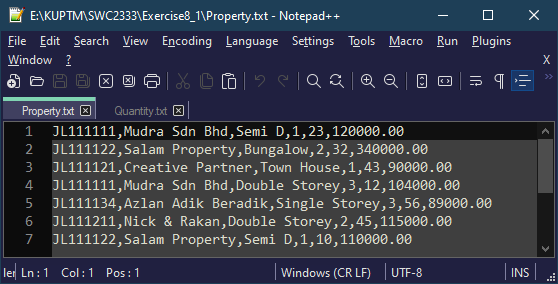 E:\KUPTM\SWC2333\Exercise8_1\Property.txt - Notepad++
File Edit Search View Encoding Language Settings Tools Macro Run Plugins
Window ? X
Property.txt Quantity.txt
1 JL111111,Mudra Sdn Bhd,Semi D,1,23,120000.00
2 JL111122,Salam Property,Bungalow,2,32,340000.00
3 JL111121,Creative Partner,Town House,1,43,90000.00
4 JL111111,Mudra Sdn Bhd,Double Storey,3,12,104000.00
5 JL111134,Azlan Adik Beradik,Single Storey,3,56,89000.00
6 JL111211,Nick & Rakan,Double Storey,2,45,115000.00
7 JL111122,Salam Property,Semi D,1,10,110000.00
ler Ln : 1 Col : 1 Pos : 1 Windows (CR LF) UTF-8 INS